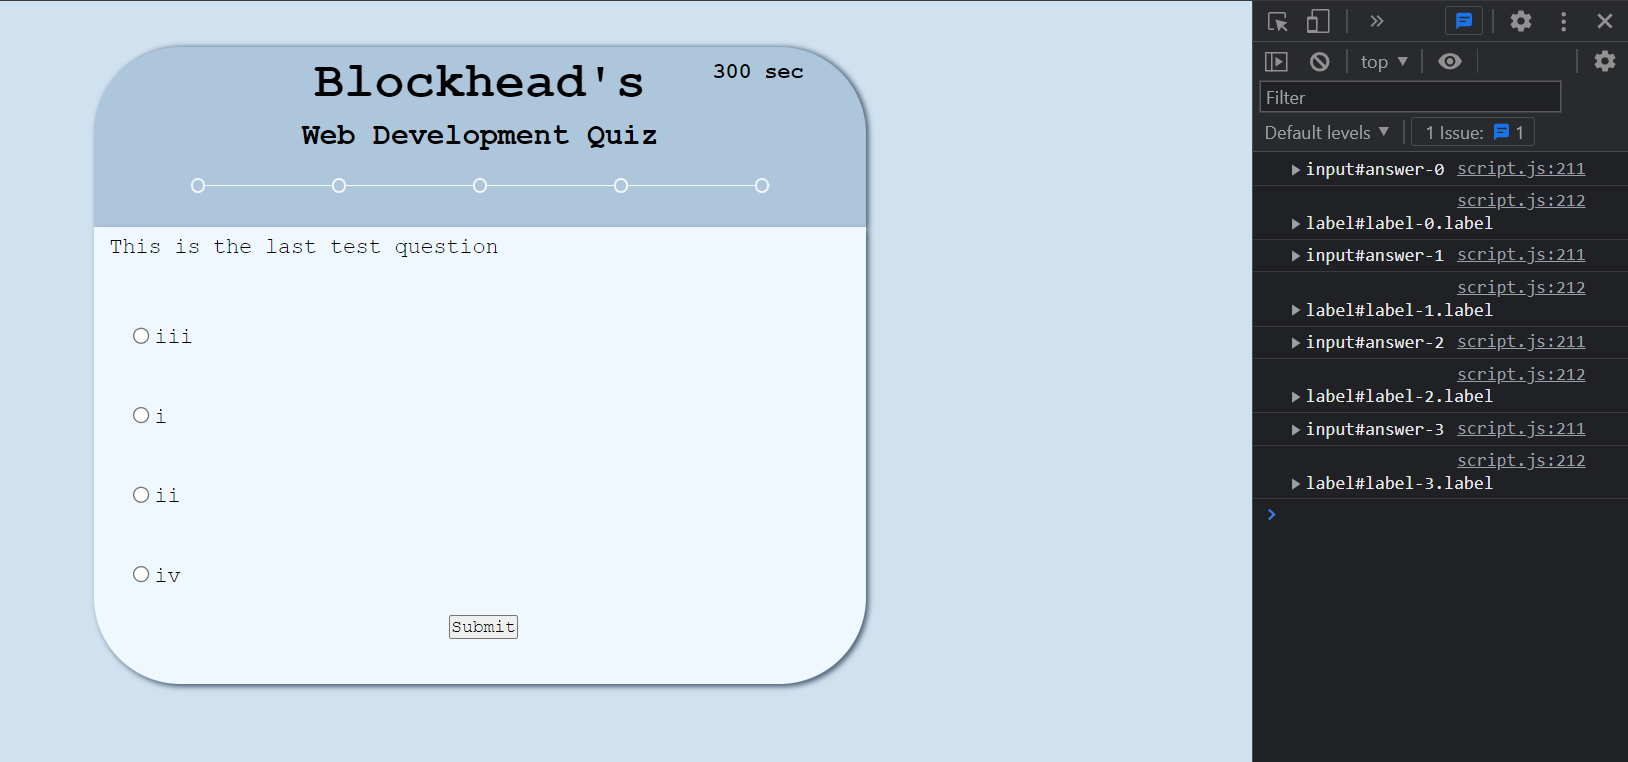 Blockhead's
300 sec
Web Development Quiz
This is the last test question
iii
i
ii
iv
Submit
top
Filter
Default levels
1 Issue: 1
input#answer-0 script.js:211
script.js:212
label#label-0.label
input#answer-1 script.js:211
script.js:212
label#label-1.label
input#answer-2 script.js:211
script.js:212
label#label-2.label
input#answer-3 script.js:211
script.js:212
label#label-3.label